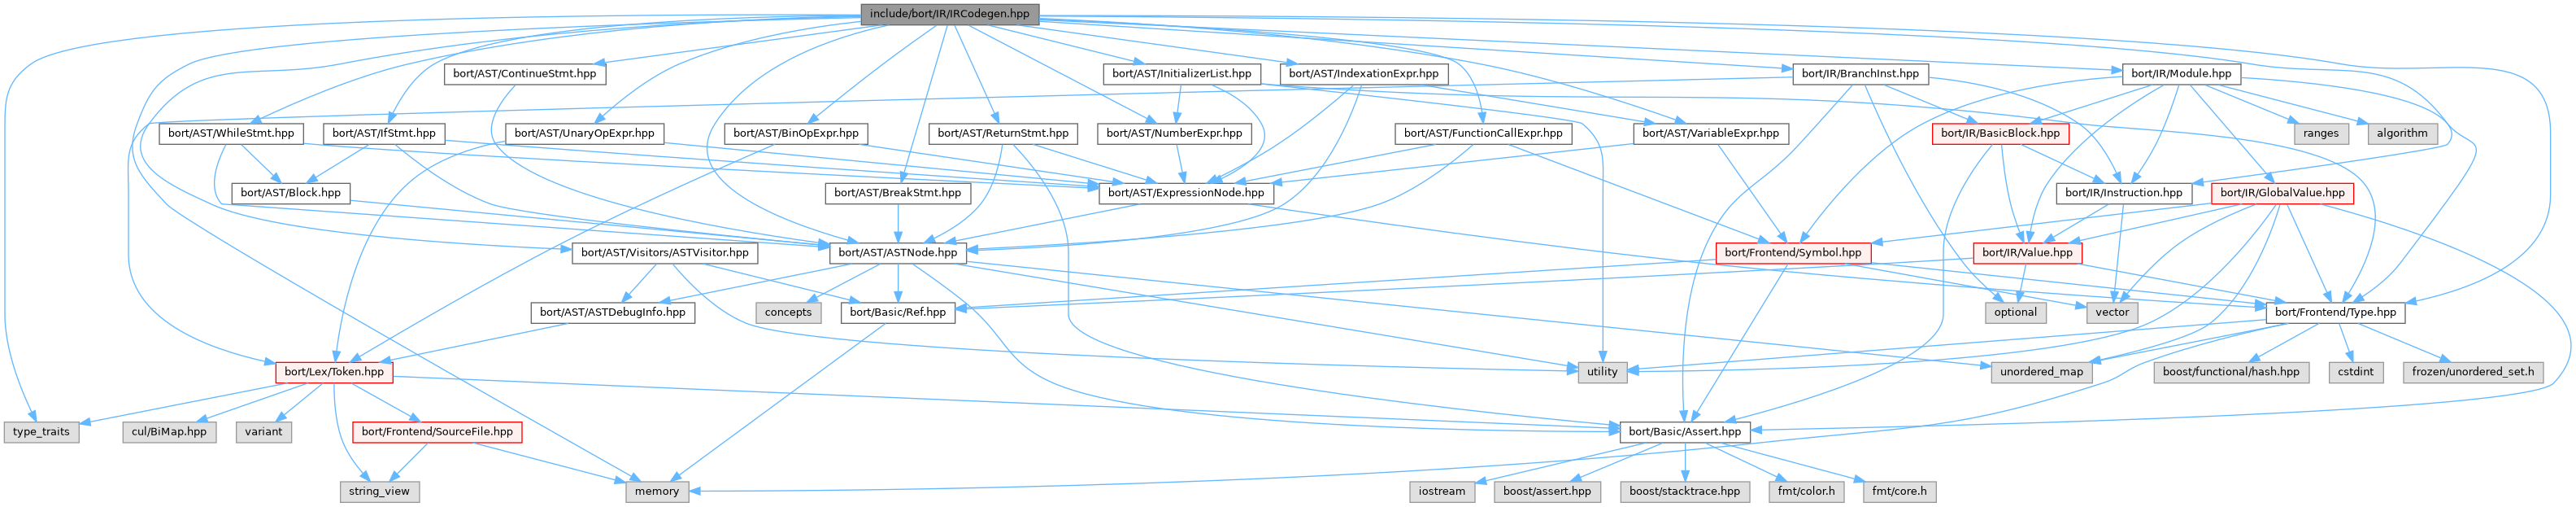 include/bort/IR/IRCodegen.hpp
bort/AST/ContinueStmt.hpp
bort/AST/InitializerList.hpp
bort/AST/IndexationExpr.hpp
bort/IR/BranchInst.hpp
bort/IR/Module.hpp
bort/AST/WhileStmt.hpp
bort/AST/IfStmt.hpp
bort/AST/UnaryOpExpr.hpp
bort/AST/BinOpExpr.hpp
bort/AST/ReturnStmt.hpp
bort/AST/NumberExpr.hpp
bort/AST/FunctionCallExpr.hpp
bort/AST/VariableExpr.hpp
bort/IR/BasicBlock.hpp
ranges
algorithm
bort/AST/Block.hpp
bort/AST/BreakStmt.hpp
bort/AST/ExpressionNode.hpp
bort/IR/Instruction.hpp
bort/IR/GlobalValue.hpp
bort/AST/Visitors/ASTVisitor.hpp
bort/AST/ASTNode.hpp
bort/Frontend/Symbol.hpp
bort/IR/Value.hpp
bort/AST/ASTDebugInfo.hpp
concepts
bort/Basic/Ref.hpp
optional
vector
bort/Frontend/Type.hpp
bort/Lex/Token.hpp
utility
unordered_map
boost/functional/hash.hpp
cstdint
frozen/unordered_set.h
type_traits
cul/BiMap.hpp
variant
bort/Frontend/SourceFile.hpp
bort/Basic/Assert.hpp
string_view
memory
iostream
boost/assert.hpp
boost/stacktrace.hpp
fmt/color.h
fmt/core.h